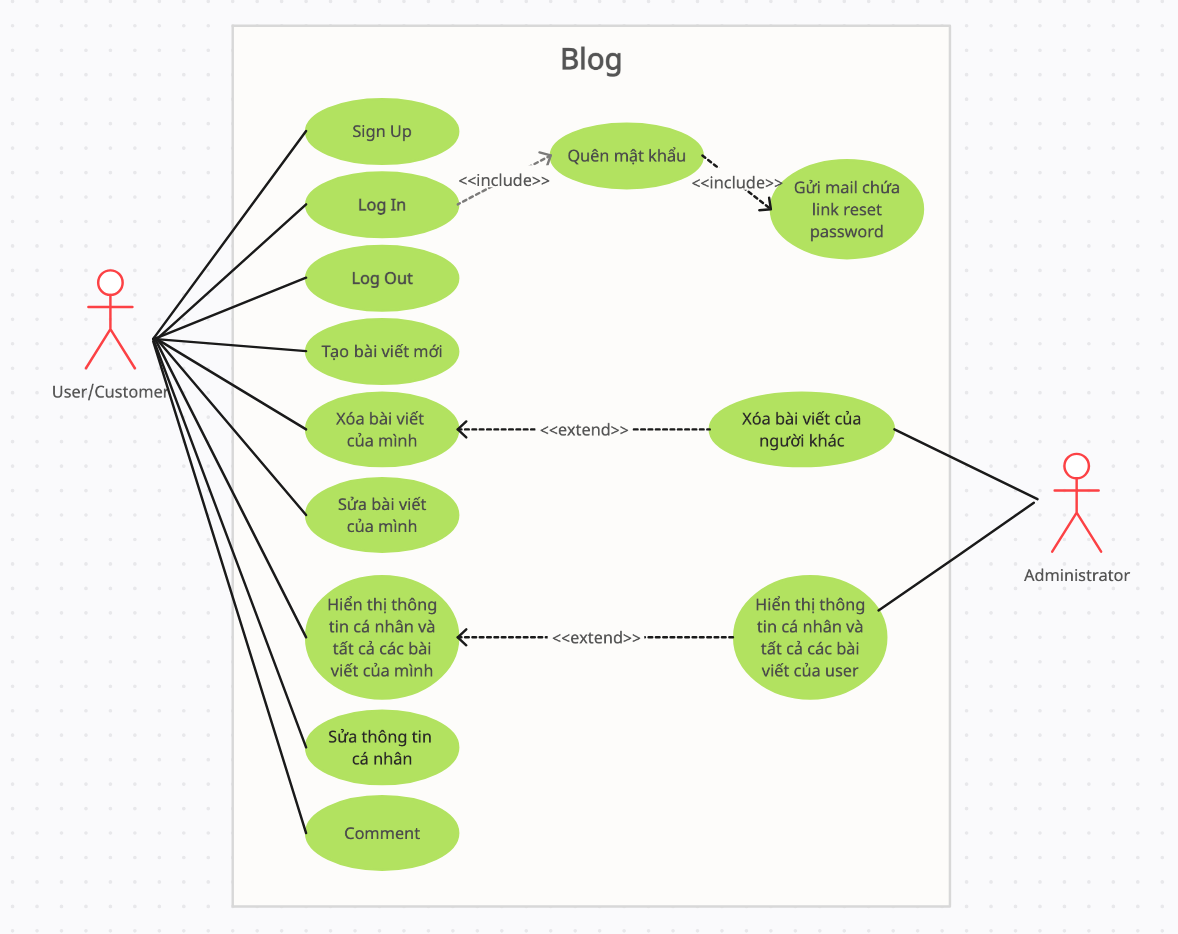 Blog
Sign Up
Log In
<<include>>
Quên mật khẩu
<<include>>
Gửi mail chứa
link reset
password
Log Out
Tạo bài viết mới
User/Customer
Xóa bài viết
của mình
<<extend>>
Xóa bài viết của
người khác
Sửa bài viết
của mình
Administrator
Hiển thị thông
tin cá nhân và
tất cả các bài
viết của mình
<<extend>>
Hiển thị thông
tin cá nhân và
tất cả các bài
viết của user
Sửa thông tin
cá nhân
Comment